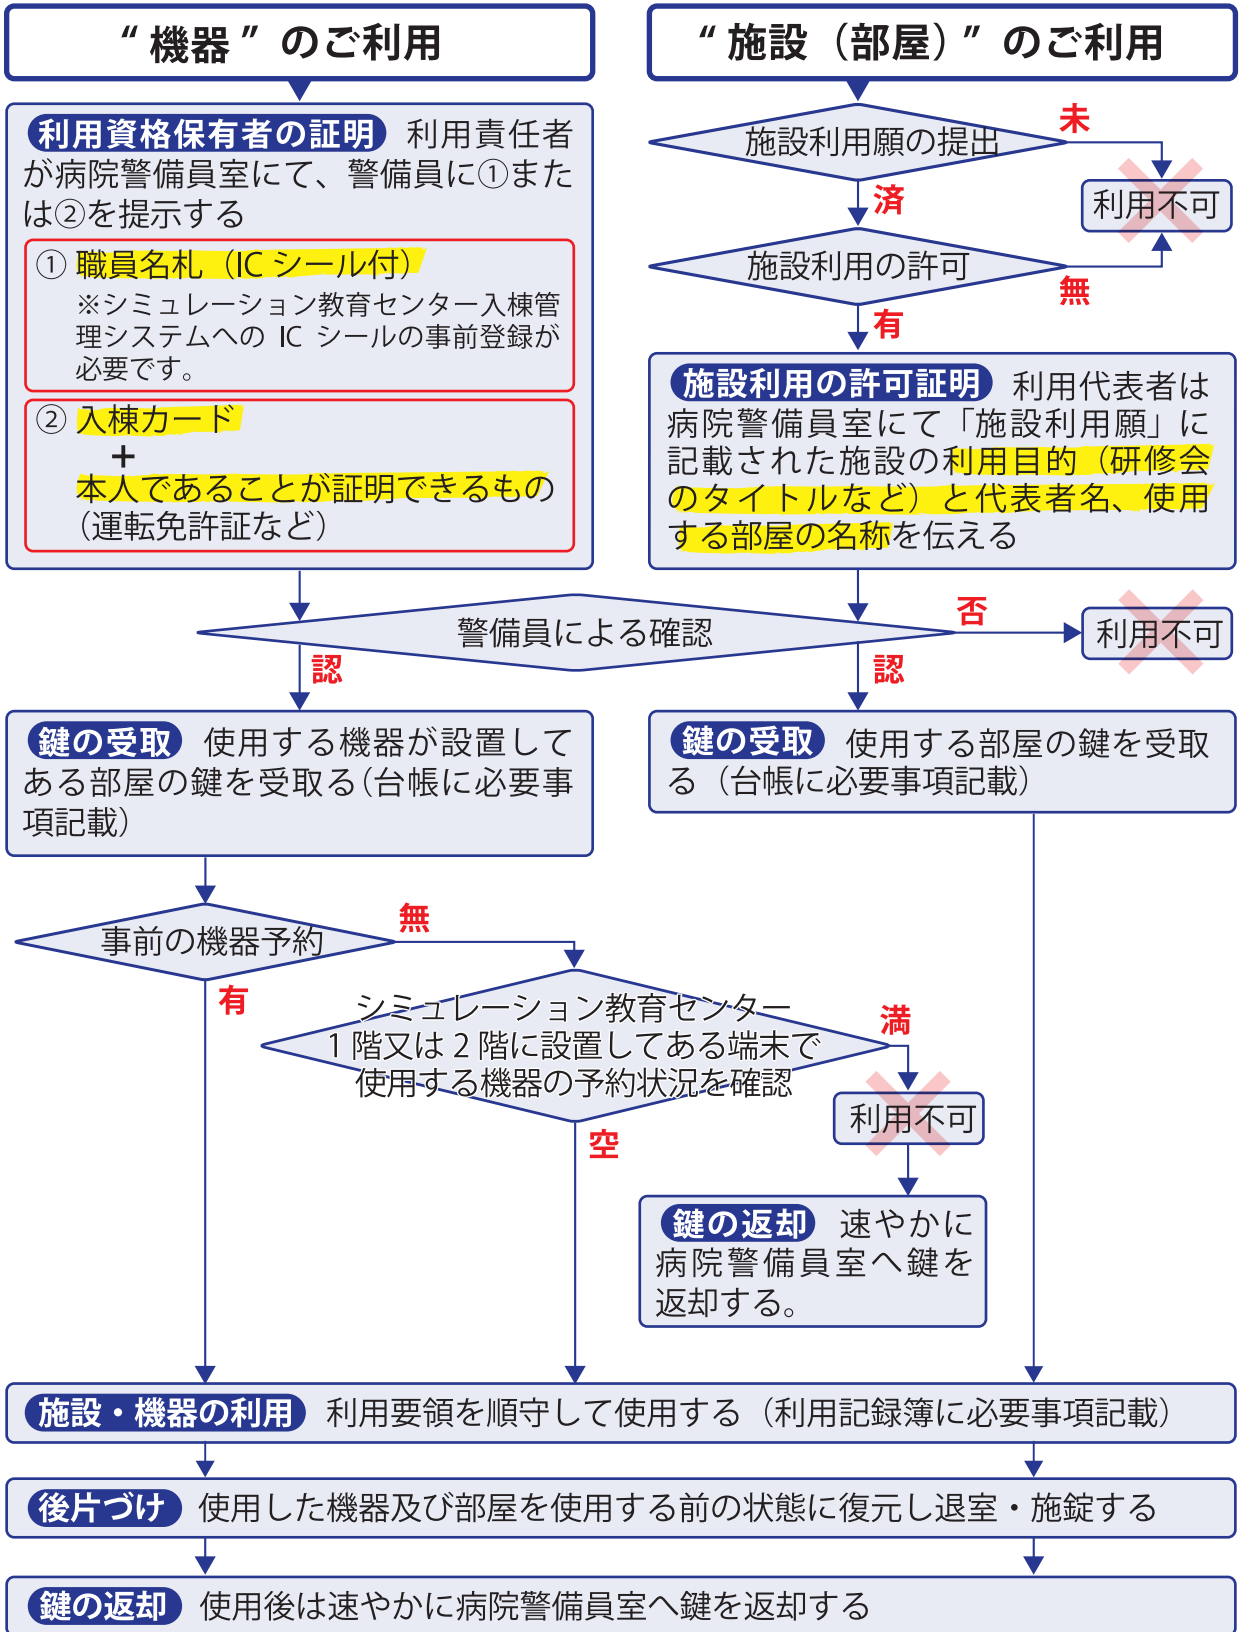 “ 機器 ” のご利用
利用資格保有者の証明 利用責任者
が病院警備員室にて、警備員に①また
は②を提示する
① 職員名札（IC シール付）
※シミュレーション教育センター入棟管
理システムへの IC シールの事前登録が
必要です。
② 入棟カード
＋
本人であることが証明できるもの
（運転免許証など）
“ 施設（部屋）” のご利用
施設利用願の提出
未
利用不可
済
施設利用の許可
無
有
施設利用の許可証明 利用代表者は
病院警備員室にて「施設利用願」に
記載された施設の利用目的（研修会
のタイトルなど）と代表者名、使用
する部屋の名称を伝える
警備員による確認
否
利用不可
認
認
鍵の受取 使用する機器が設置して
ある部屋の鍵を受取る（台帳に必要事
項記載）
鍵の受取 使用する部屋の鍵を受取
る（台帳に必要事項記載）
事前の機器予約
無
有
シミュレーション教育センター
1 階又は 2 階に設置してある端末で
使用する機器の予約状況を確認
満
利用不可
空
鍵の返却 速やかに
病院警備員室へ鍵を
返却する。
施設・機器の利用 利用要領を順守して使用する（利用記録簿に必要事項記載）
後片づけ 使用した機器及び部屋を使用する前の状態に復元し退室・施錠する
鍵の返却 使用後は速やかに病院警備員室へ鍵を返却する